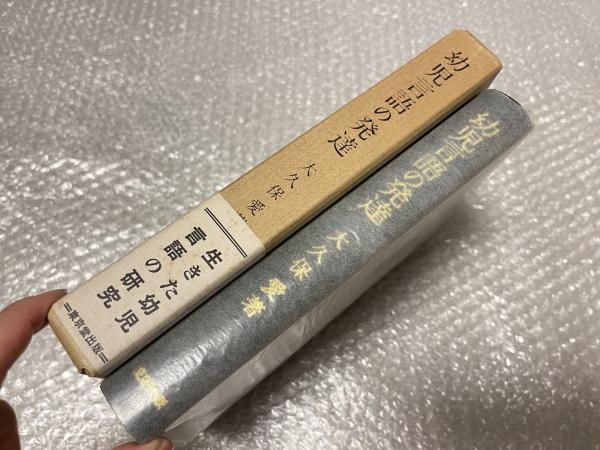 幼児言語の発達
大久保 愛
生きた幼児
言語の研究
=東京堂出版=
幼児言語の発達
大久保 愛著